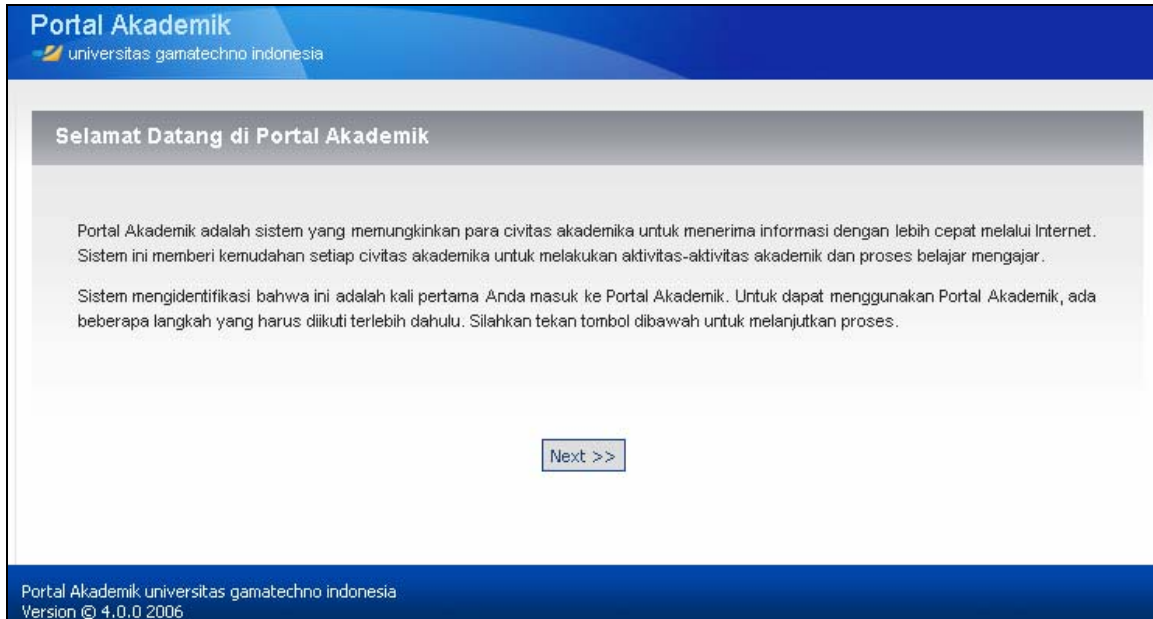 Portal Akademik
universitas gamatechno indonesia
Selamat Datang di Portal Akademik
Portal Akademik adalah sistem yang memungkinkan para civitas akademika untuk menerima informasi dengan lebih cepat melalui Internet.
Sistem ini memberi kemudahan setiap civitas akademika untuk melakukan aktivitas-aktivitas akademik dan proses belajar mengajar.
Sistem mengidentifikasi bahwa ini adalah kali pertama Anda masuk ke Portal Akademik. Untuk dapat menggunakan Portal Akademik, ada
beberapa langkah yang harus diikuti terlebih dahulu. Silahkan tekan tombol dibawah untuk melanjutkan proses.
Next >>
Portal Akademik universitas gamatechno indonesia
Version © 4.0.0 2006